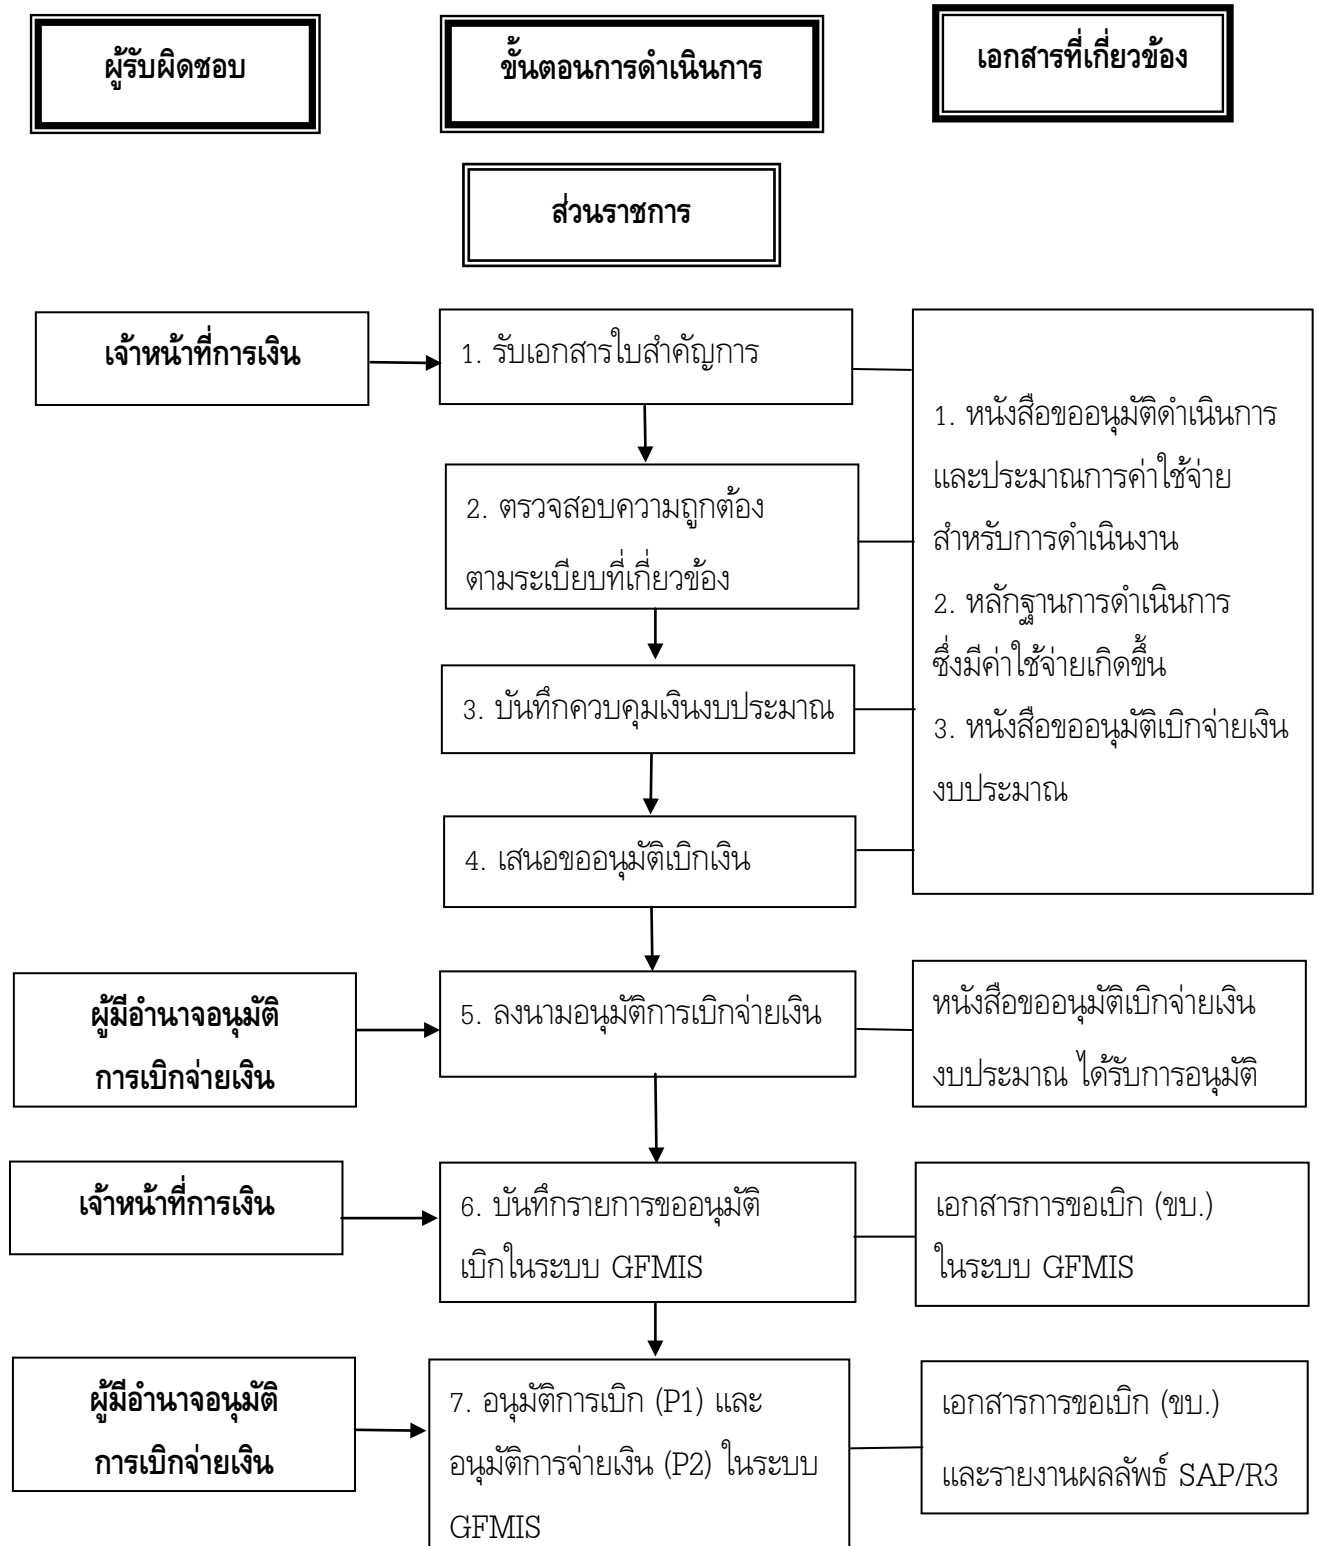 ผู้รับผิดชอบ
ขั้นตอนการดำเนินการ
เอกสารที่เกี่ยวข้อง
ส่วนราชการ
เจ้าหน้าที่การเงิน
1. รับเอกสารใบสำคัญการ
2. ตรวจสอบความถูกต้อง
ตามระเบียบที่เกี่ยวข้อง
3. บันทึกควบคุมเงินงบประมาณ
4. เสนอขออนุมัติเบิกเงิน
1. หนังสือขออนุมัติดำเนินการ
และประมาณการค่าใช้จ่าย
สำหรับการดำเนินงาน
2. หลักฐานการดำเนินการ
ซึ่งมีค่าใช้จ่ายเกิดขึ้น
3. หนังสือขออนุมัติเบิกจ่ายเงิน
งบประมาณ
ผู้มีอำนาจอนุมัติ
การเบิกจ่ายเงิน
5. ลงนามอนุมัติการเบิกจ่ายเงิน
หนังสือขออนุมัติเบิกจ่ายเงิน
งบประมาณ ได้รับการอนุมัติ
เจ้าหน้าที่การเงิน
6. บันทึกรายการขออนุมัติ
เบิกในระบบ GFMIS
เอกสารการขอเบิก (ขบ.)
ในระบบ GFMIS
ผู้มีอำนาจอนุมัติ
การเบิกจ่ายเงิน
7. อนุมัติการเบิก (P1) และ
อนุมัติการจ่ายเงิน (P2) ในระบบ
GFMIS
เอกสารการขอเบิก (ขบ.)
และรายงานผลลัพธ์ SAP/R3